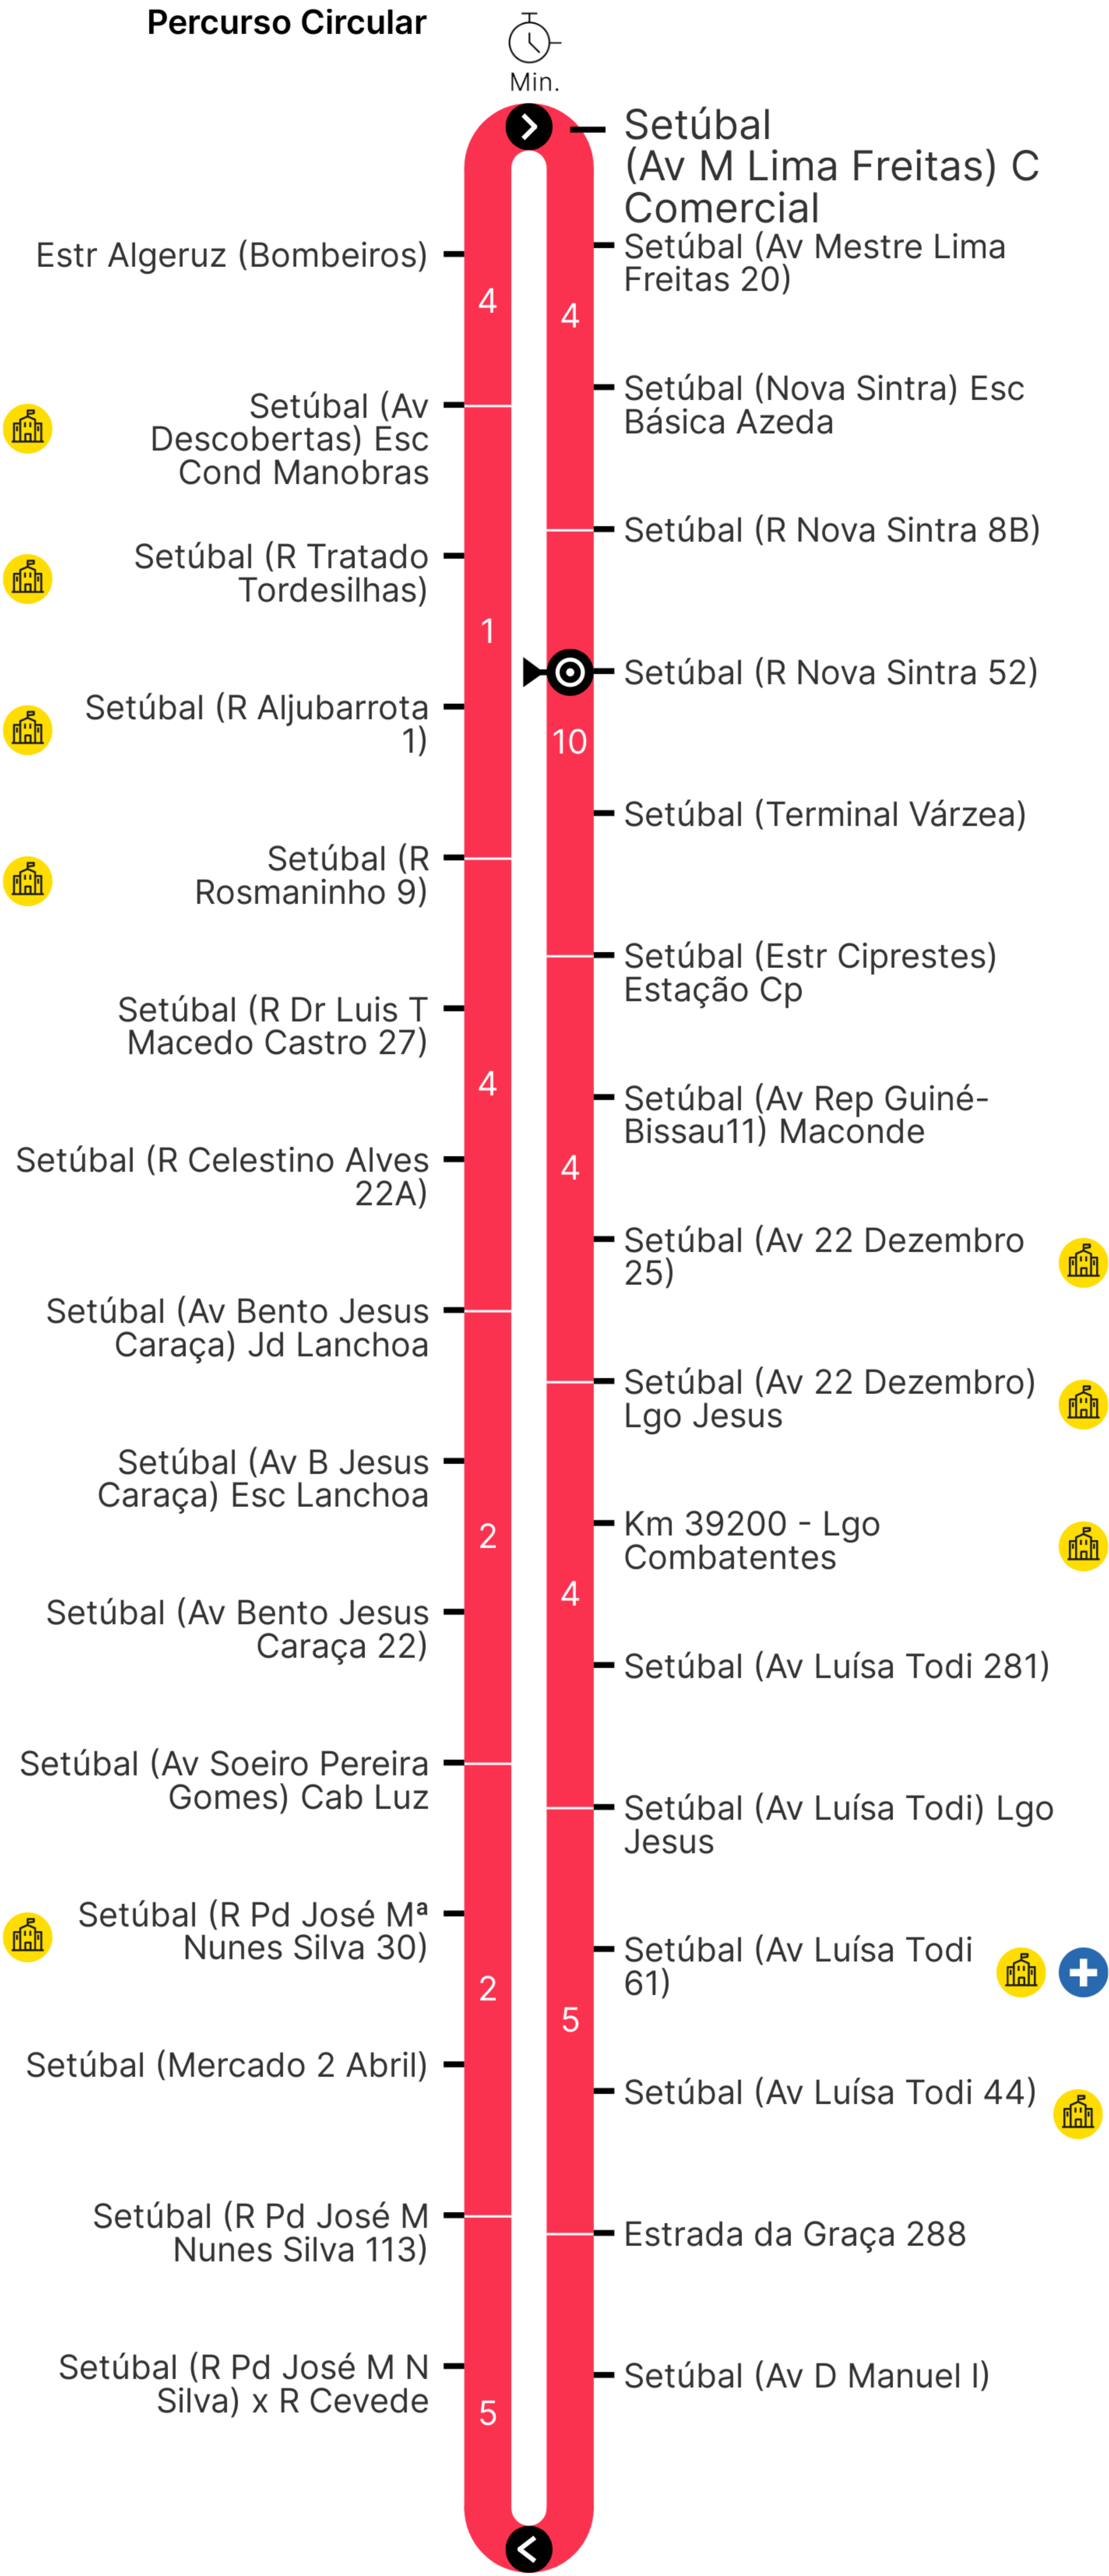 Percurso Circular
Min.
Setúbal
(Av M Lima Freitas) C
Comercial
Setúbal (Av Mestre Lima
Freitas 20)
4
Setúbal (Nova Sintra) Esc
Básica Azeda
Setúbal (R Nova Sintra 8B)
Setúbal (R Nova Sintra 52)
10
Setúbal (Terminal Várzea)
Setúbal (Estr Ciprestes)
Estação Cp
Setúbal (Av Rep Guiné-
Bissau11) Maconde
4
Setúbal (Av 22 Dezembro
25)
Setúbal (Av 22 Dezembro)
Lgo Jesus
Km 39200 - Lgo
Combatentes
4
Setúbal (Av Luísa Todi 281)
Setúbal (Av Luísa Todi) Lgo
Jesus
Setúbal (Av Luísa Todi
61)
5
Setúbal (Av Luísa Todi 44)
Estrada da Graça 288
Setúbal (Av D Manuel I)
Estr Algeruz (Bombeiros)
4
Setúbal (Av
Descobertas) Esc
Cond Manobras
Setúbal (R Tratado
Tordesilhas)
1
Setúbal (R Aljubarrota
1)
Setúbal (R
Rosmaninho 9)
Setúbal (R Dr Luis T
Macedo Castro 27)
4
Setúbal (R Celestino Alves
22A)
Setúbal (Av Bento Jesus
Caraça) Jd Lanchoa
Setúbal (Av B Jesus
Caraça) Esc Lanchoa
2
Setúbal (Av Bento Jesus
Caraça 22)
Setúbal (Av Soeiro Pereira
Gomes) Cab Luz
Setúbal (R Pd José Mª
Nunes Silva 30)
2
Setúbal (Mercado 2 Abril)
Setúbal (R Pd José M
Nunes Silva 113)
Setúbal (R Pd José M N
Silva) x R Cevede
5